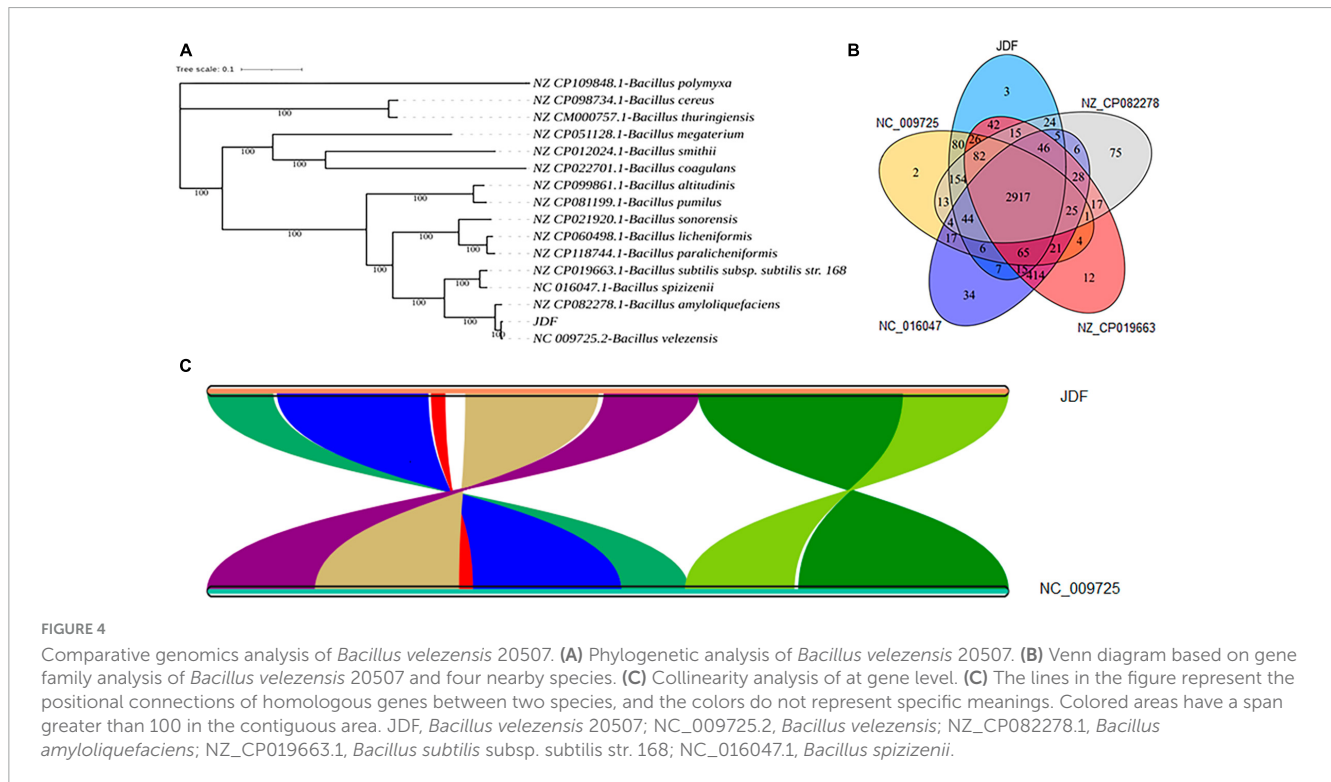 A
Tree scale: 0.1
NZ CP109848.1-Bacillus polymyxa
NZ CP098734.1-Bacillus cereus
100
NZ CM000757.1-Bacillus thuringiensis
NZ CP051128.1-Bacillus megaterium
100
NZ CP012024.1-Bacillus smithii
100
NZ CP022701.1-Bacillus coagulans
100
NZ CP099861.1-Bacillus altitudinis
100
NZ CP081199.1-Bacillus pumilus
100
NZ CP021920.1-Bacillus sonorensis
100
NZ CP060498.1-Bacillus licheniformis
100
NZ CP118744.1-Bacillus paralicheniformis
100
NZ CP019663.1-Bacillus subtilis subsp. subtilis str. 168
100
NC 016047.1-Bacillus spizizenii
100
NZ CP082278.1-Bacillus amyloliquefaciens
100
JDF
100
NC 009725.2-Bacillus velezensis
B
JDF
NZ_CP082278
NC_009725
NC_016047
NZ_CP019663
3
42 15 24
80 26 5
82 46 6 75
2 154 28
2917
13 44 25 17
4 1
17 6 65 21 4
7 15 414
34 12
C
JDF
NC_009725
FIGURE 4
Comparative genomics analysis of Bacillus velezensis 20507. (A) Phylogenetic analysis of Bacillus velezensis 20507. (B) Venn diagram based on gene
family analysis of Bacillus velezensis 20507 and four nearby species. (C) Collinearity analysis of at gene level. (C) The lines in the figure represent the
positional connections of homologous genes between two species, and the colors do not represent specific meanings. Colored areas have a span
greater than 100 in the contiguous area. JDF, Bacillus velezensis 20507; NC_009725.2, Bacillus velezensis; NZ_CP082278.1, Bacillus
amyloliquefaciens; NZ_CP019663.1, Bacillus subtilis subsp. subtilis str. 168; NC_016047.1, Bacillus spizizenii.